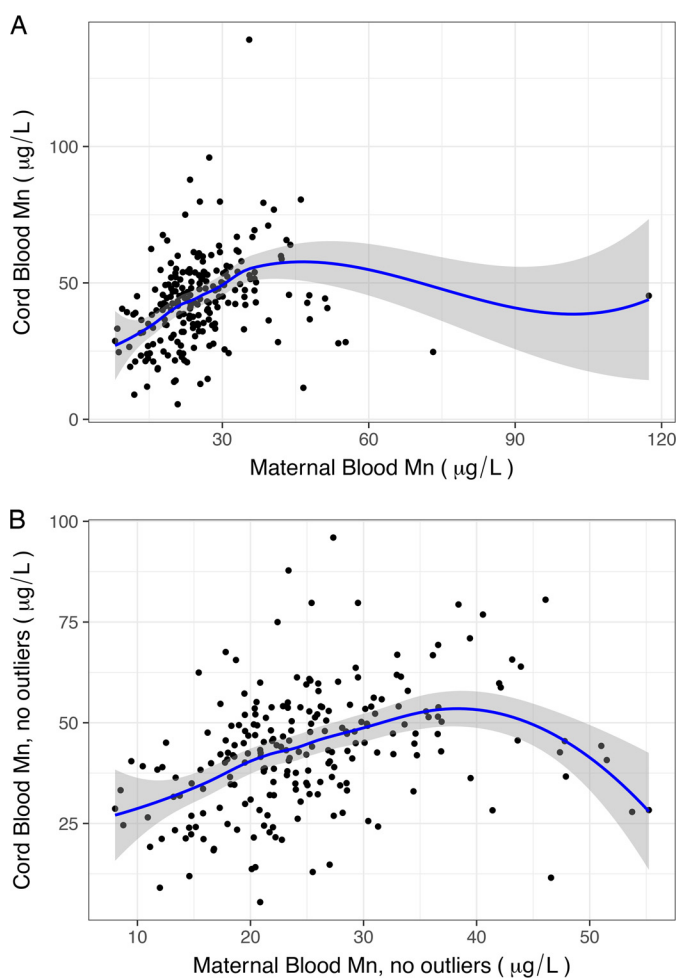 A
Cord Blood Mn ( μg/L )
100
50
0
30
60
90
120
Maternal Blood Mn ( μg/L )
B
Cord Blood Mn, no outliers ( μg/L )
100
75
50
25
10
20
30
40
50
Maternal Blood Mn, no outliers ( μg/L )